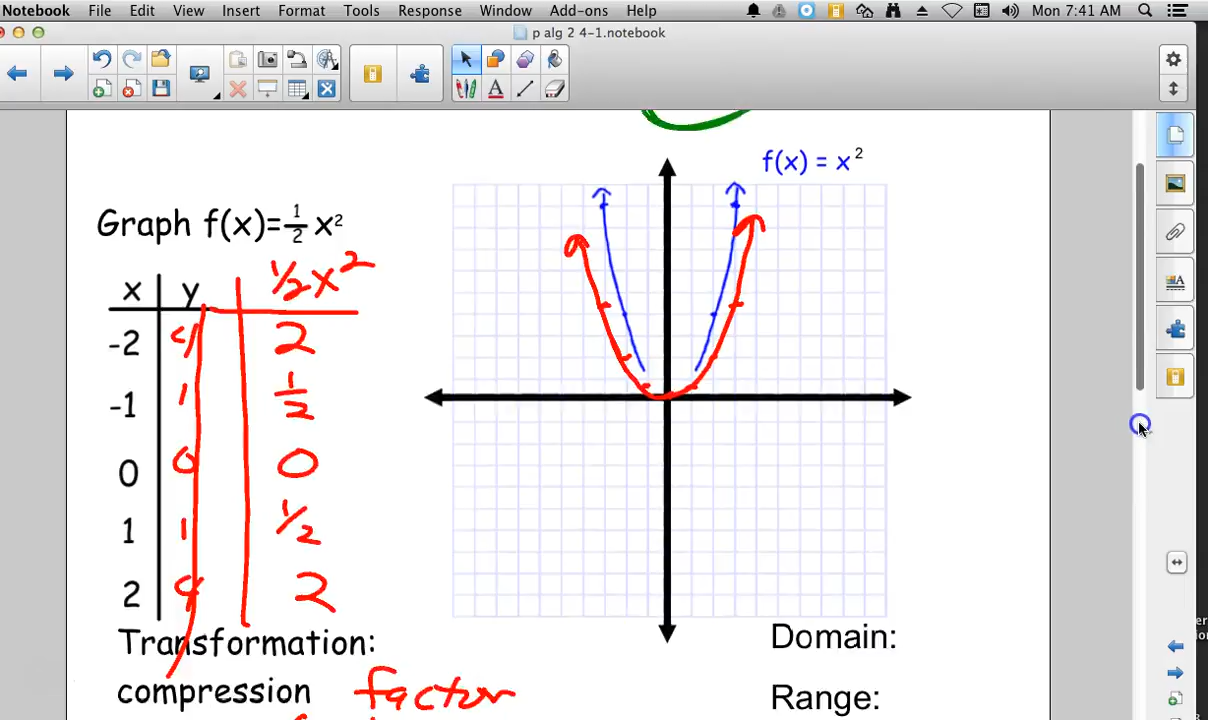 Notebook File Edit View Insert Format Tools Response Window Add-ons Help Mon 7:41 AM
p alg 2 4-1.notebook
f(x) = x²
Graph f(x)=½x²
x y ½x²
-2 4 2
-1 1 ½
0 0 0
1 1 ½
2 4 2
Transformation:
compression factor
Domain:
Range: